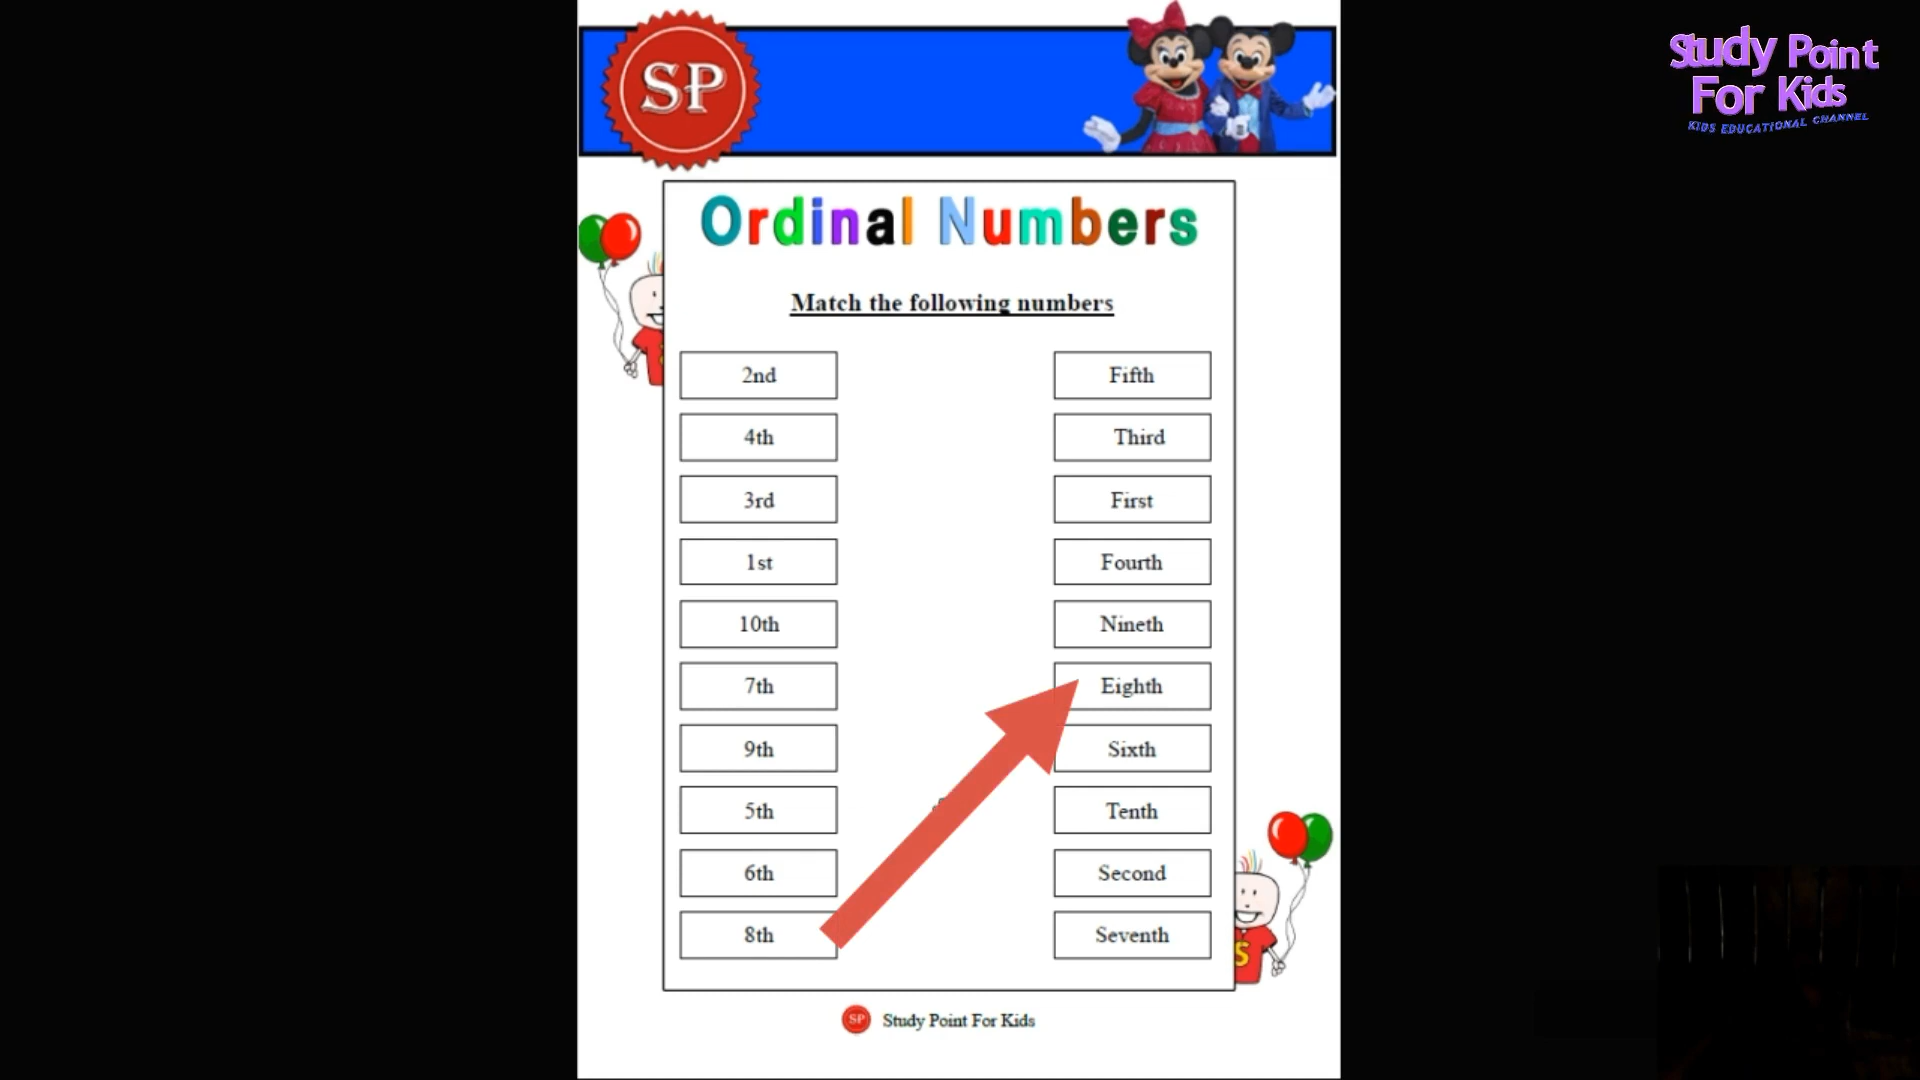 SP
Study Point
For Kids
KIDS EDUCATIONAL CHANNEL
Ordinal Numbers
Match the following numbers
2nd Fifth
4th Third
3rd First
1st Fourth
10th Nineth
7th Eighth
9th Sixth
5th Tenth
6th Second
8th Seventh
S
SP Study Point For Kids